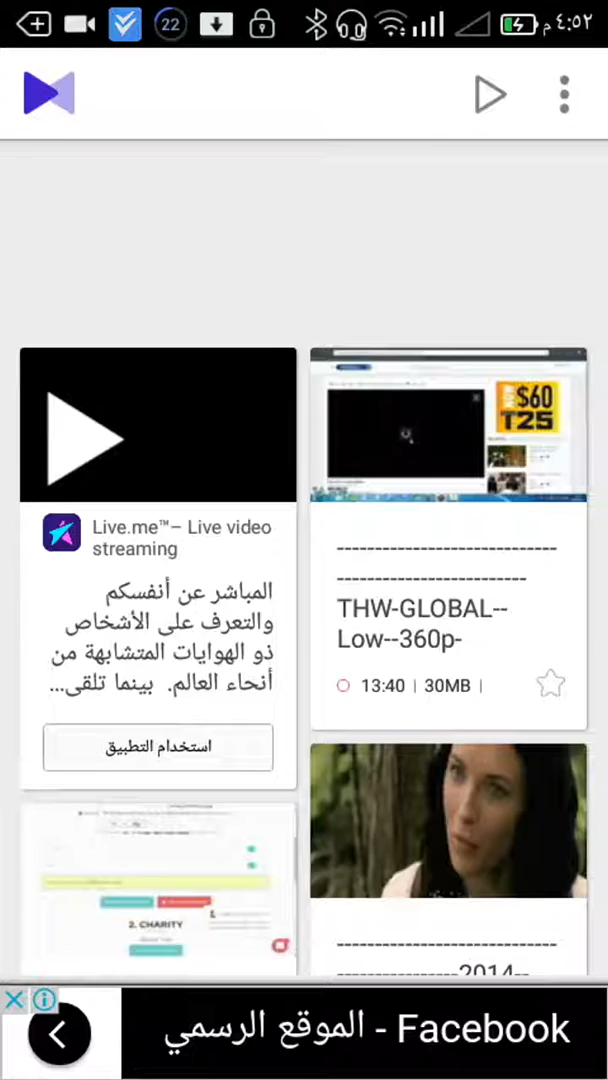 22
٤:٥٢ م
Live.me™– Live video
streaming
المباشر عن أنفسكم
والتعرف على الأشخاص
ذو الهوايات المتشابهة من
أنحاء العالم. بينما تلقى...
استخدام التطبيق
NOW $60
T25
-----------------------------
-------------------------
THW-GLOBAL--
Low--360p-
13:40 | 30MB |
2. CHARITY
-----------------------------
----------------2014--
Facebook - الموقع الرسمي